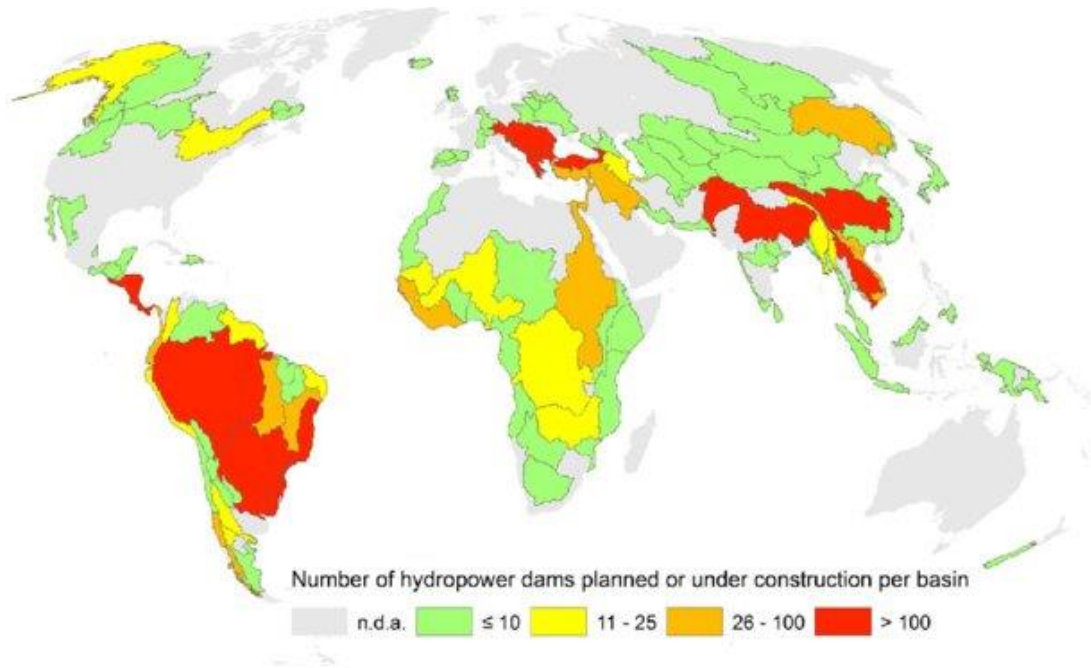 Number of hydropower dams planned or under construction per basin
n.d.a. ≤ 10 11 - 25 26 - 100 > 100